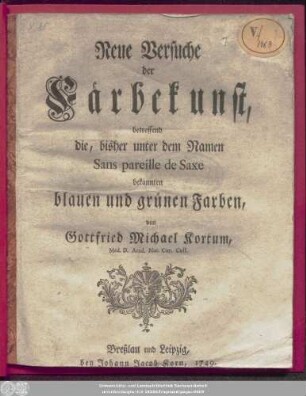 Neue Versuche
der
Färbekunst,
betreffend
die, bisher unter dem Namen
Sans pareille de Saxe
bekannten
blauen und grünen Farben,
von
Gottfried Michael Kortum,
Breßlau und Leipzig,
bey Johann Jacob Korn, 1749.